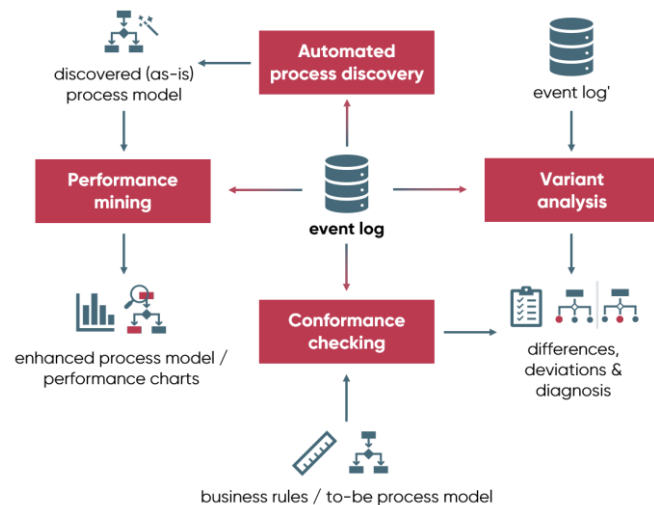 Automated
process discovery
discovered (as-is)
process model
event log'
Performance
mining
event log
Variant
analysis
Conformance
checking
enhanced process model /
performance charts
differences,
deviations &
diagnosis
business rules / to-be process model